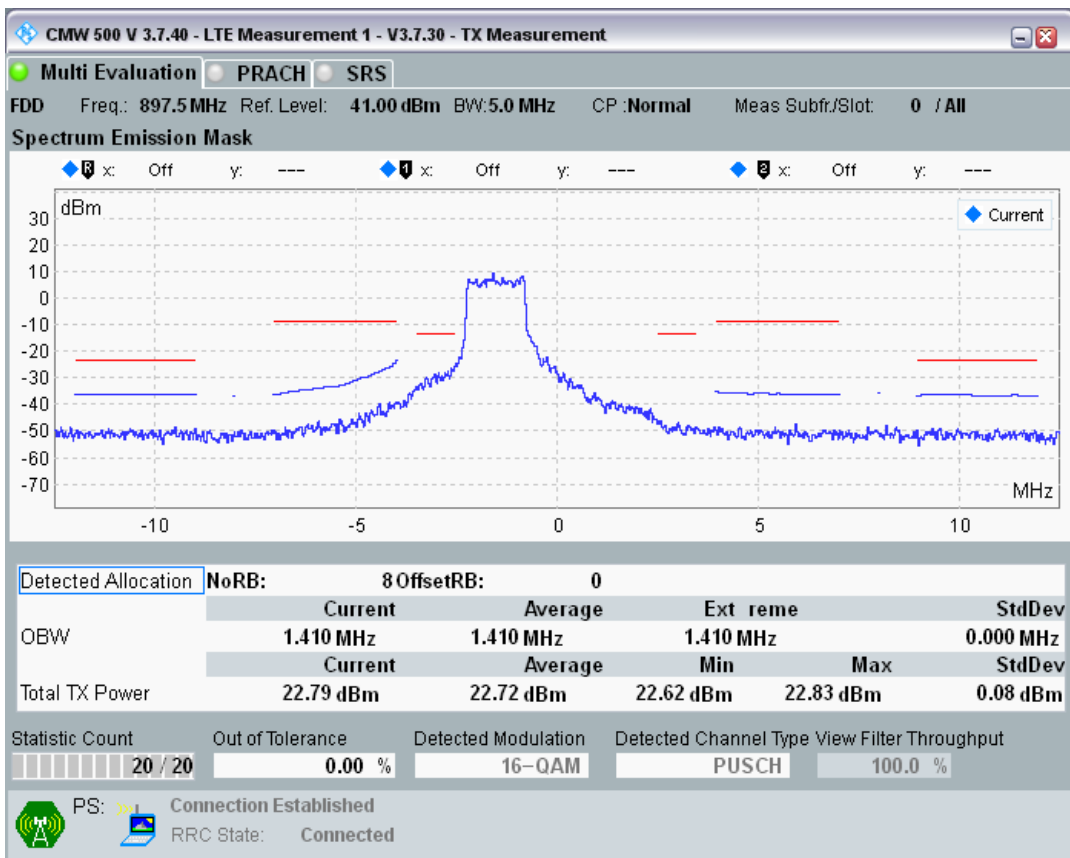 CMW 500 V 3.7.40 - LTE Measurement 1 - V3.7.30 - TX Measurement
Multi Evaluation PRACH SRS
FDD Freq.: 897.5 MHz Ref. Level: 41.00 dBm BW:5.0 MHz CP :Normal Meas Subfr./Slot: 0 / All
Spectrum Emission Mask
R x: Off y: --- 1 x: Off y: --- 2 x: Off y: ---
dBm
Current
30
20
10
0
-10
-20
-30
-40
-50
-60
-70
MHz
-10 -5 0 5 10
Detected Allocation NoRB: 8 OffsetRB: 0
Current Average Ext reme StdDev
OBW 1.410 MHz 1.410 MHz 1.410 MHz 0.000 MHz
Current Average Min Max StdDev
Total TX Power 22.79 dBm 22.72 dBm 22.62 dBm 22.83 dBm 0.08 dBm
Statistic Count Out of Tolerance Detected Modulation Detected Channel Type View Filter Throughput
20 / 20 0.00 % 16-QAM PUSCH 100.0 %
PS: Connection Established
RRC State: Connected